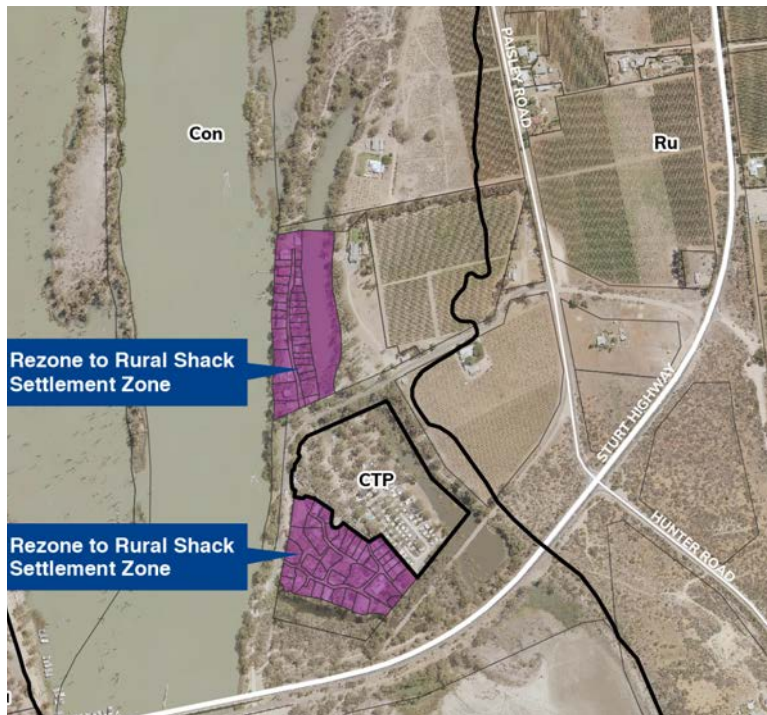 PAISLEY ROAD
Con
Ru
Rezone to Rural Shack
Settlement Zone
STURT HIGHWAY
CTP
HUNTER ROAD
Rezone to Rural Shack
Settlement Zone